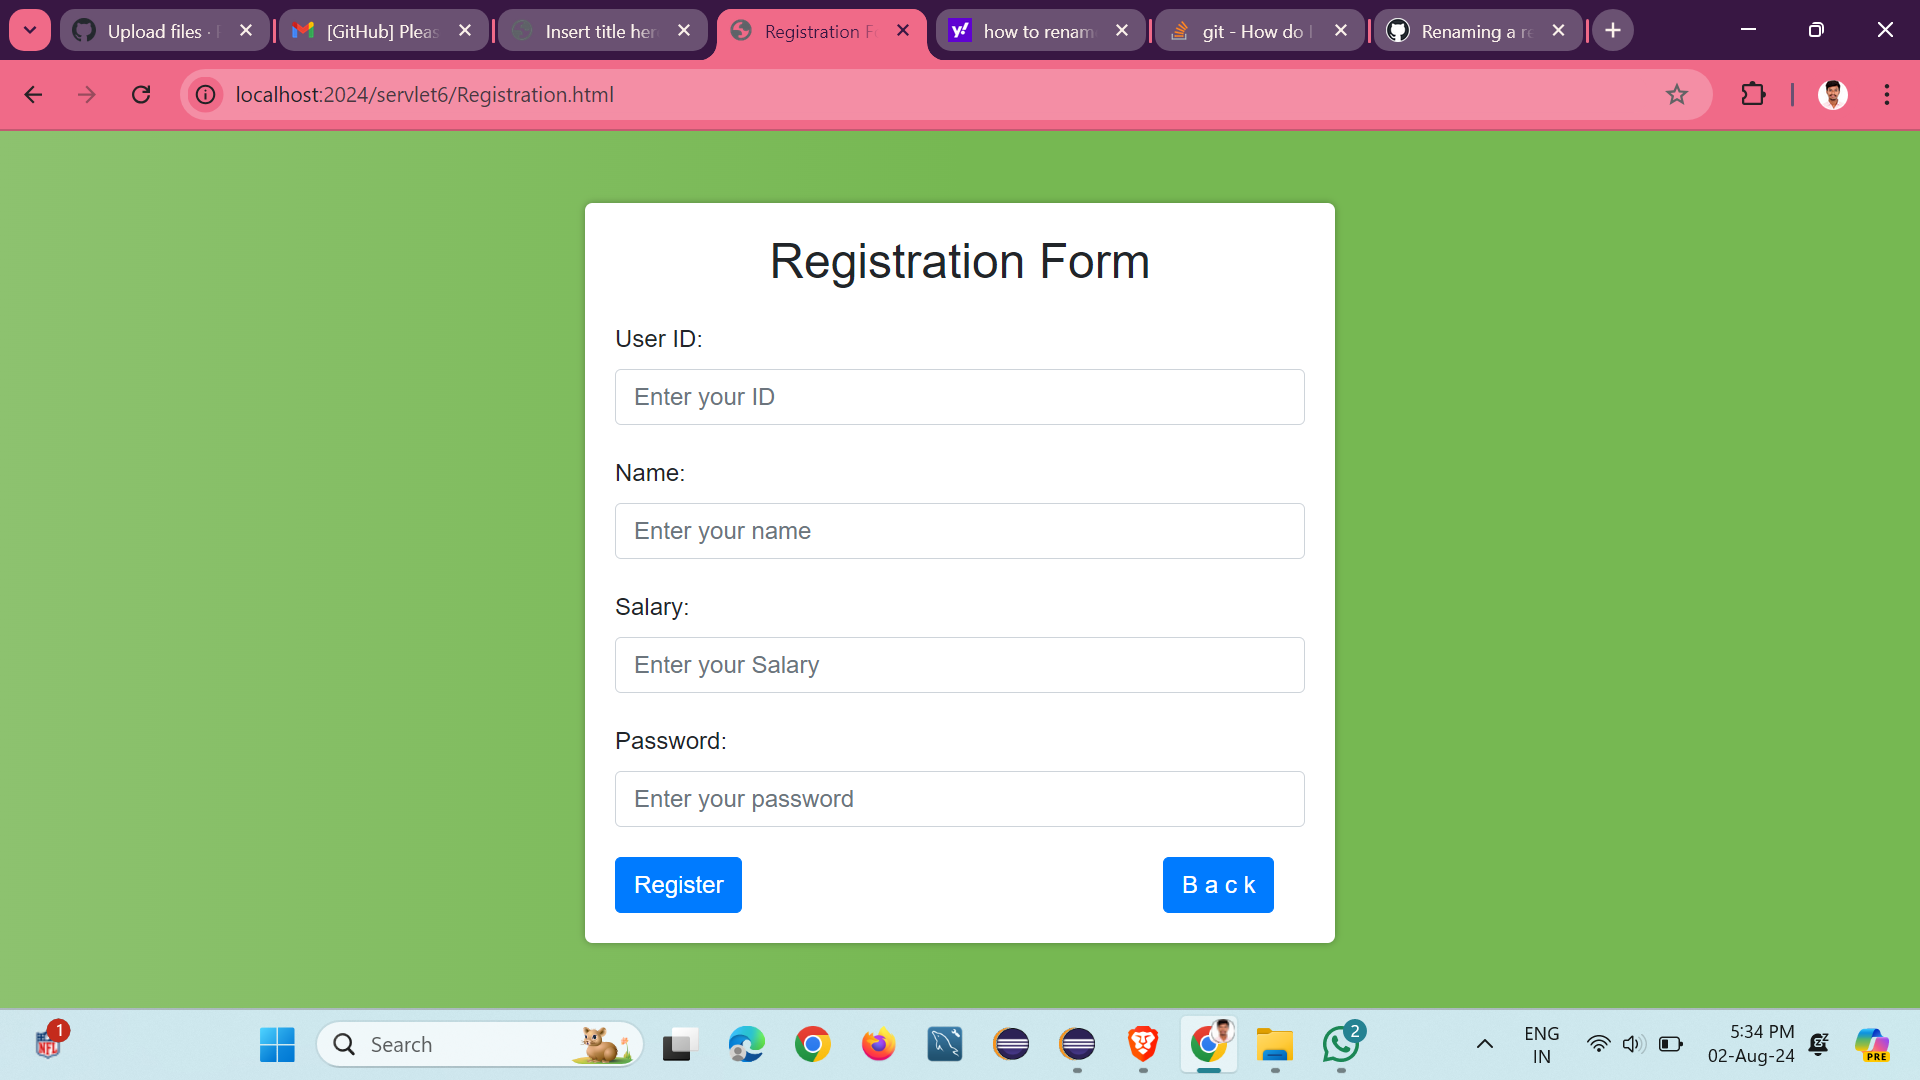 Upload files ·
[GitHub] Pleas
Insert title her
Registration F
how to renam
git - How do I
Renaming a re
localhost:2024/servlet6/Registration.html
Registration Form
User ID:
Enter your ID
Name:
Enter your name
Salary:
Enter your Salary
Password:
Enter your password
Register
B a c k
1
NFL
Search
2
ENG
IN
5:34 PM
02-Aug-24
PRE